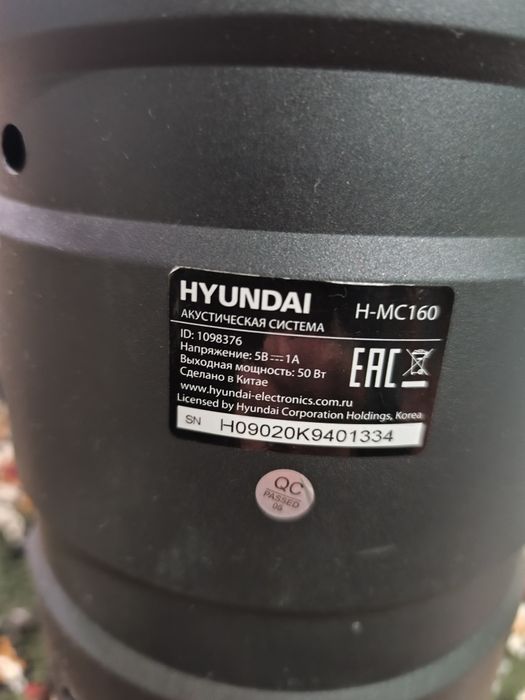 HYUNDAI H-MC160
АКУСТИЧЕСКАЯ СИСТЕМА
ID: 1098376
Напряжение: 5В⎓1А
Выходная мощность: 50 Вт
Сделано в Китае
EAC
www.hyundai-electronics.com.ru
Licensed by Hyundai Corporation Holdings, Korea
SN H09020K9401334
QC
PASSED
08